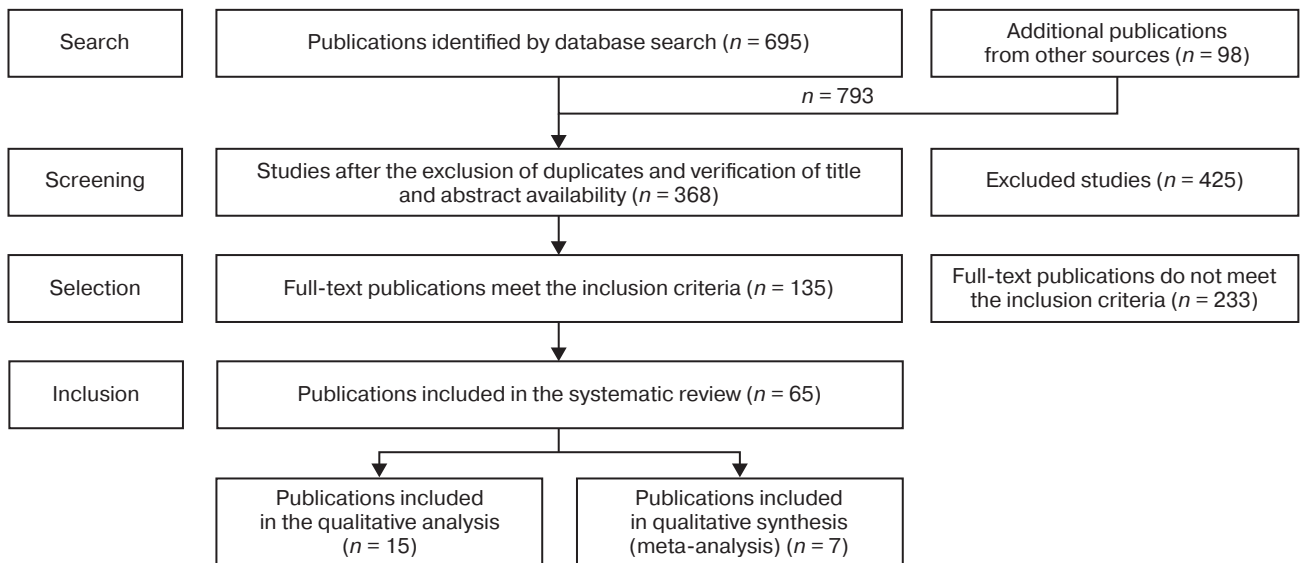 Search
Publications identified by database search (n = 695)
Additional publications
from other sources (n = 98)
n = 793
Screening
Studies after the exclusion of duplicates and verification of title
and abstract availability (n = 368)
Excluded studies (n = 425)
Selection
Full-text publications meet the inclusion criteria (n = 135)
Full-text publications do not meet
the inclusion criteria (n = 233)
Inclusion
Publications included in the systematic review (n = 65)
Publications included
in the qualitative analysis
(n = 15)
Publications included
in qualitative synthesis
(meta-analysis) (n = 7)